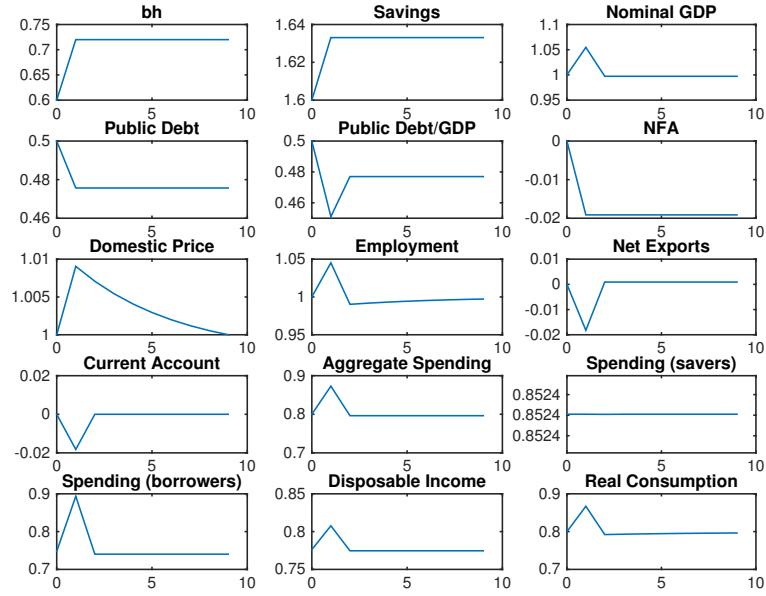 bh
0.75
0.7
0.65
0.6
0 5 10
Savings
1.64
1.62
1.6
0 5 10
Nominal GDP
1.1
1.05
1
0.95
0 5 10
Public Debt
0.5
0.48
0.46
0 5 10
Public Debt/GDP
0.5
0.48
0.46
0 5 10
NFA
0
-0.01
-0.02
0 5 10
Domestic Price
1.01
1.005
1
0 5 10
Employment
1.05
1
0.95
0 5 10
Net Exports
0.01
0
-0.01
-0.02
0 5 10
Current Account
0.02
0
-0.02
0 5 10
Aggregate Spending
0.9
0.8
0.7
0 5 10
Spending (savers)
0.8524
0.8524
0.8524
0 5 10
Spending (borrowers)
0.9
0.8
0.7
0 5 10
Disposable Income
0.85
0.8
0.75
0 5 10
Real Consumption
0.9
0.8
0.7
0 5 10